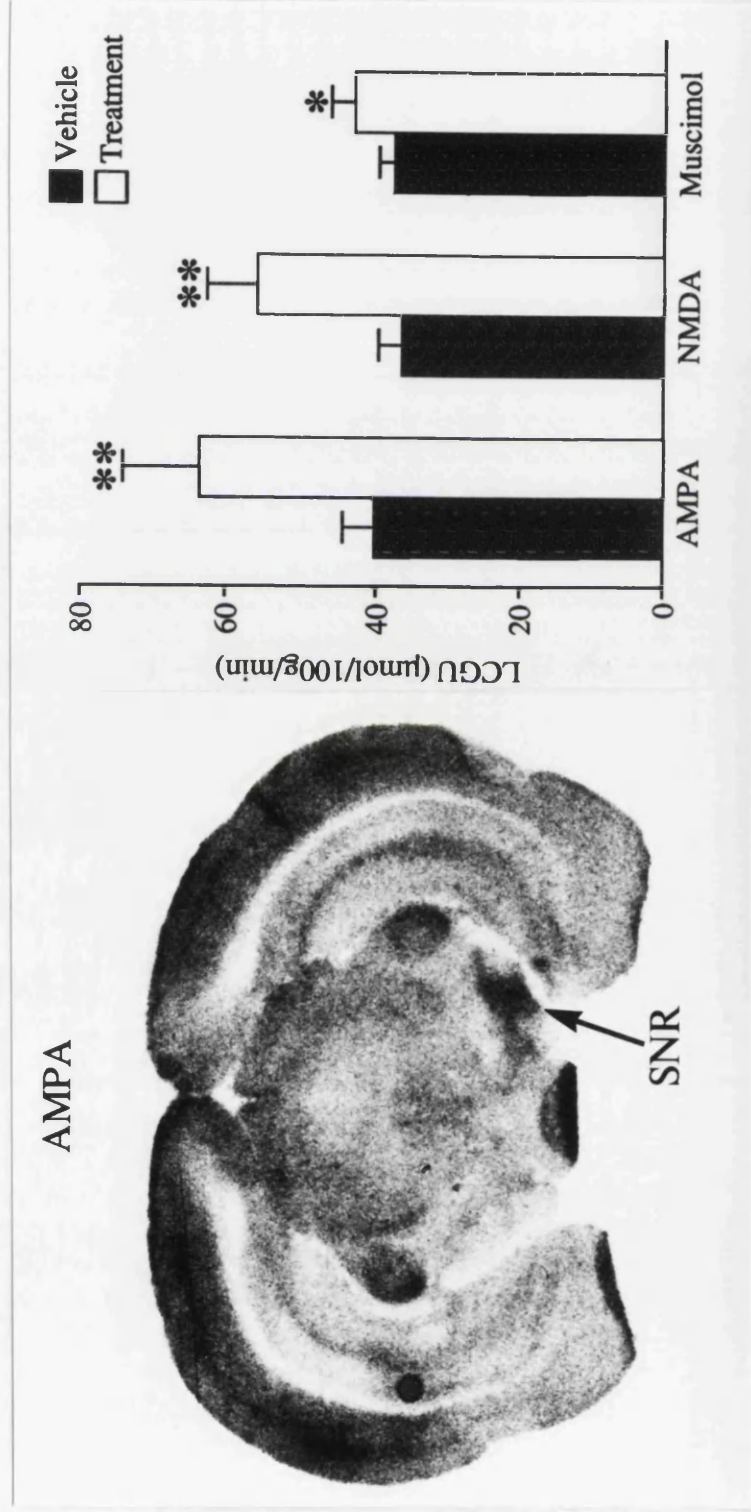 AMPA
SNR
LCGU (µmol/100g/min)
80
60
40
20
0
**
**
*
AMPA
NMDA
Muscimol
Vehicle
Treatment